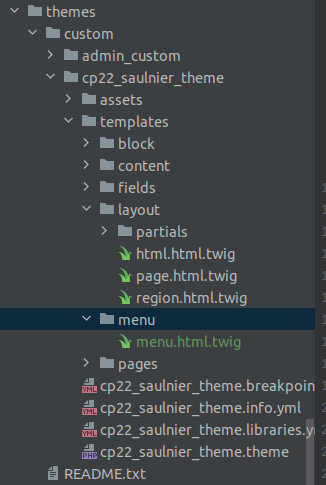 themes
custom
admin_custom
cp22_saulnier_theme
assets
templates
block
content
fields
layout
partials
html.html.twig
page.html.twig
region.html.twig
menu
menu.html.twig
pages
YML cp22_saulnier_theme.breakpoin
YML cp22_saulnier_theme.info.yml
YML cp22_saulnier_theme.libraries.y
PHP cp22_saulnier_theme.theme
README.txt